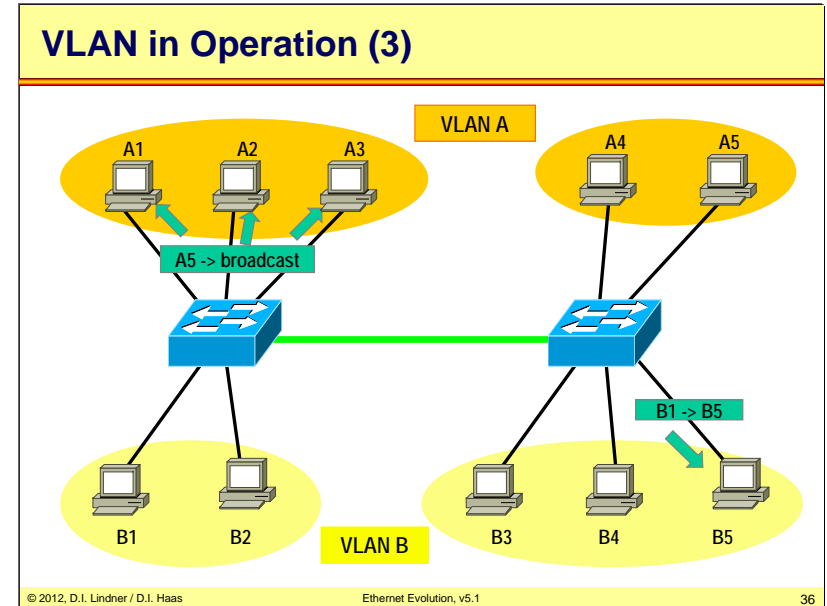 VLAN in Operation (3)
VLAN A
A1 A2 A3 A4 A5
A5 -> broadcast
B1 -> B5
B1 B2 B3 B4 B5
VLAN B
© 2012, D.I. Lindner / D.I. Haas Ethernet Evolution, v5.1 36